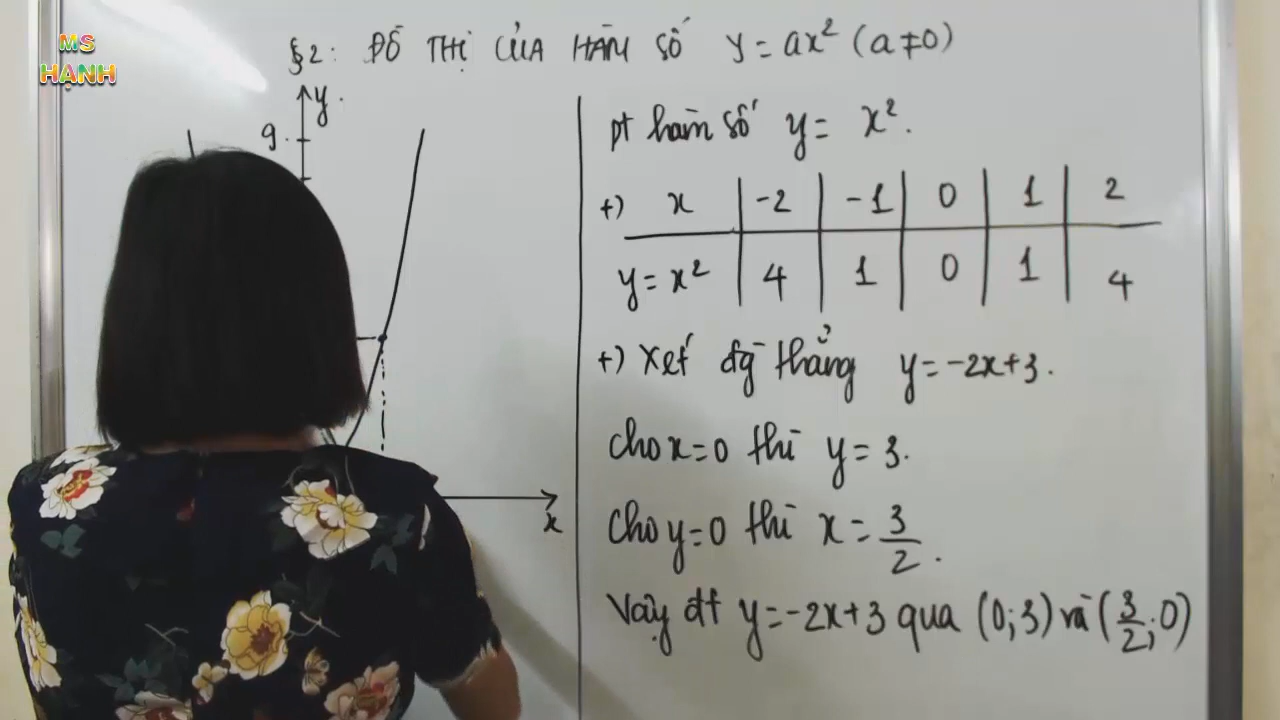 MS
HẠNH
§2: ĐỒ THỊ CỦA HÀM SỐ y = ax² (a≠0)
y
9
x
pt hàm số y = x².
+) x | -2 | -1 | 0 | 1 | 2
y = x² | 4 | 1 | 0 | 1 | 4
+) Xét đg thẳng y = -2x+3.
Cho x=0 thì y = 3.
Cho y=0 thì x = 3/2.
Vậy đt y = -2x+3 qua (0;3) và (3/2;0)